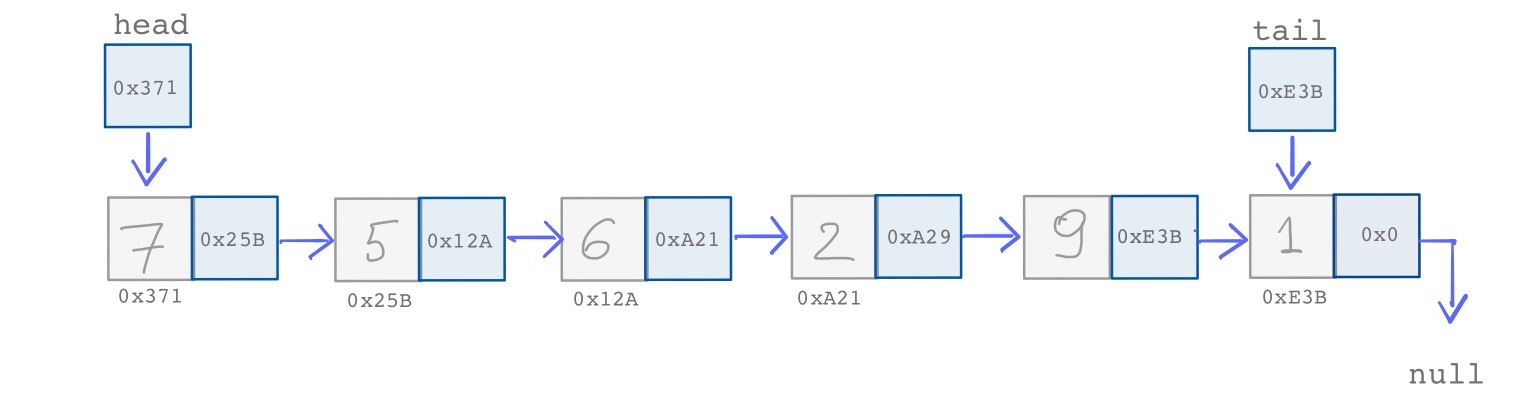 head tail
0x371 0xE3B
7 0x25B 5 0x12A 6 0xA21 2 0xA29 9 0xE3B 1 0x0
0x371 0x25B 0x12A 0xA21 0xE3B
null